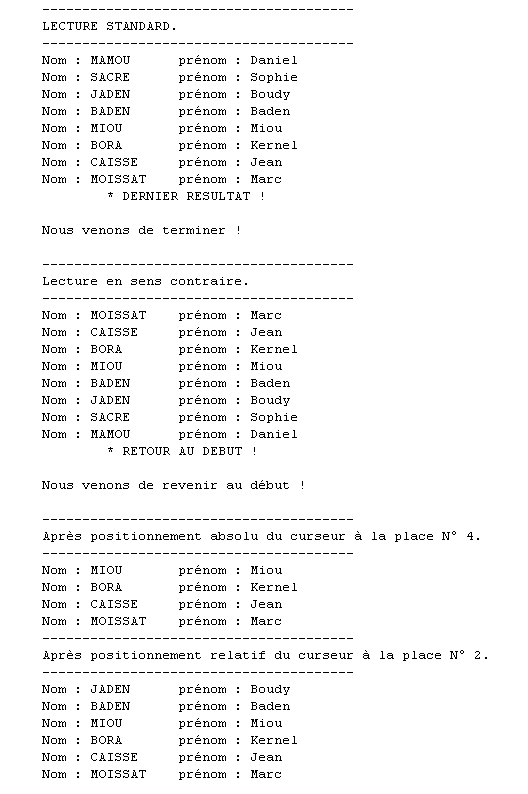 ---------------------------------------
LECTURE STANDARD.
---------------------------------------
Nom : MAMOU      prénom : Daniel
Nom : SACRE      prénom : Sophie
Nom : JADEN      prénom : Boudy
Nom : BADEN      prénom : Baden
Nom : MIOU       prénom : Miou
Nom : BORA       prénom : Kernel
Nom : CAISSE     prénom : Jean
Nom : MOISSAT    prénom : Marc
* DERNIER RESULTAT !
Nous venons de terminer !
---------------------------------------
Lecture en sens contraire.
---------------------------------------
Nom : MOISSAT    prénom : Marc
Nom : CAISSE     prénom : Jean
Nom : BORA       prénom : Kernel
Nom : MIOU       prénom : Miou
Nom : BADEN      prénom : Baden
Nom : JADEN      prénom : Boudy
Nom : SACRE      prénom : Sophie
Nom : MAMOU      prénom : Daniel
* RETOUR AU DEBUT !
Nous venons de revenir au début !
---------------------------------------
Après positionnement absolu du curseur à la place N° 4.
---------------------------------------
Nom : MIOU       prénom : Miou
Nom : BORA       prénom : Kernel
Nom : CAISSE     prénom : Jean
Nom : MOISSAT    prénom : Marc
---------------------------------------
Après positionnement relatif du curseur à la place N° 2.
---------------------------------------
Nom : JADEN      prénom : Boudy
Nom : BADEN      prénom : Baden
Nom : MIOU       prénom : Miou
Nom : BORA       prénom : Kernel
Nom : CAISSE     prénom : Jean
Nom : MOISSAT    prénom : Marc